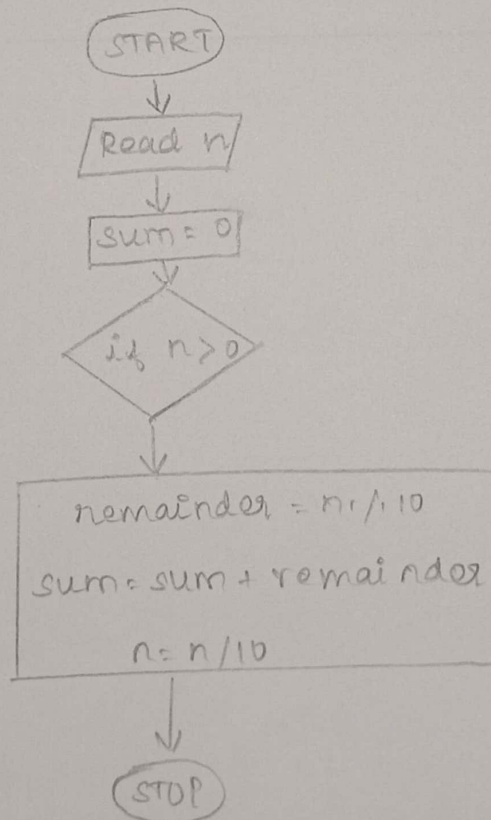 START
Read n
sum = 0
if n>0
remainder = n % 10
sum = sum + remainder
n = n/10
STOP